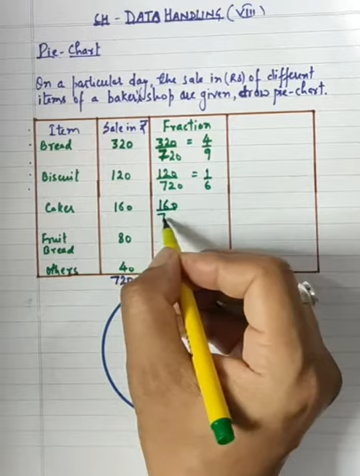 5H - DATA HANDLING (VIII)
Pie-Chart
On a particular day, the sale in (Rs) of different
items of a baker's shop are given, draw pie-chart.
Item Sale in ₹ Fraction
Bread 320 320/720 = 4/9
Biscuit 120 120/720 = 1/6
Cakes 160 160/7
Fruit Bread 80
others 40
720